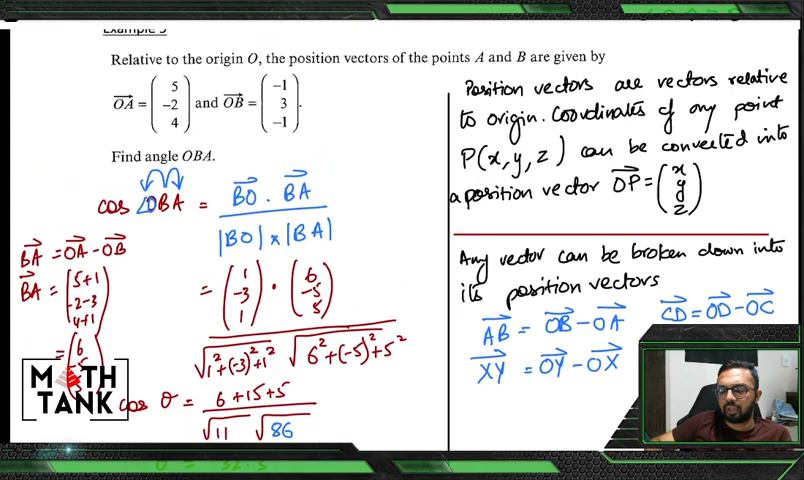 Example 5
Relative to the origin O, the position vectors of the points A and B are given by
OA = (5 -2 4) and OB = (-1 3 -1).
Find angle OBA.
cos ∠OBA = BO . BA / |BO| × |BA|
BA = OA - OB
BA = (5+1 -2-3 4+1)
= (6 -5
= (1 -3 1) . (6 -5 5) / √1²+(-3)²+1² √6²+(-5)²+5²
cos θ = 6+15+5 / √11 √86
MATH
TANK
Position vectors are vectors relative
to origin. Coordinates of any point
P(x, y, z) can be converted into
a position vector OP = (x y z)
Any vector can be broken down into
its position vectors
AB = OB - OA
CD = OD - OC
XY = OY - OX